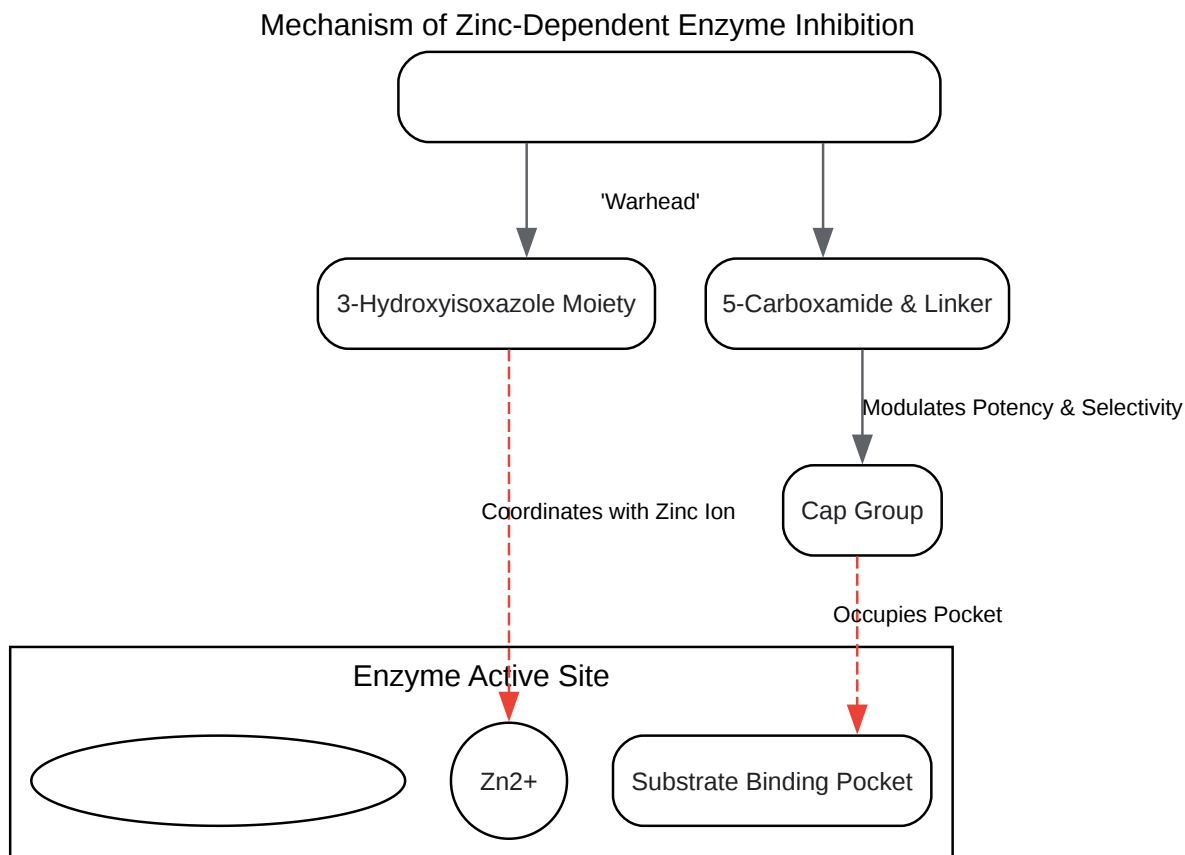 Mechanism of Zinc-Dependent Enzyme Inhibition
'Warhead'
3-Hydroxyisoxazole Moiety
5-Carboxamide & Linker
Modulates Potency & Selectivity
Coordinates with Zinc Ion
Cap Group
Occupies Pocket
Enzyme Active Site
Zn2+
Substrate Binding Pocket